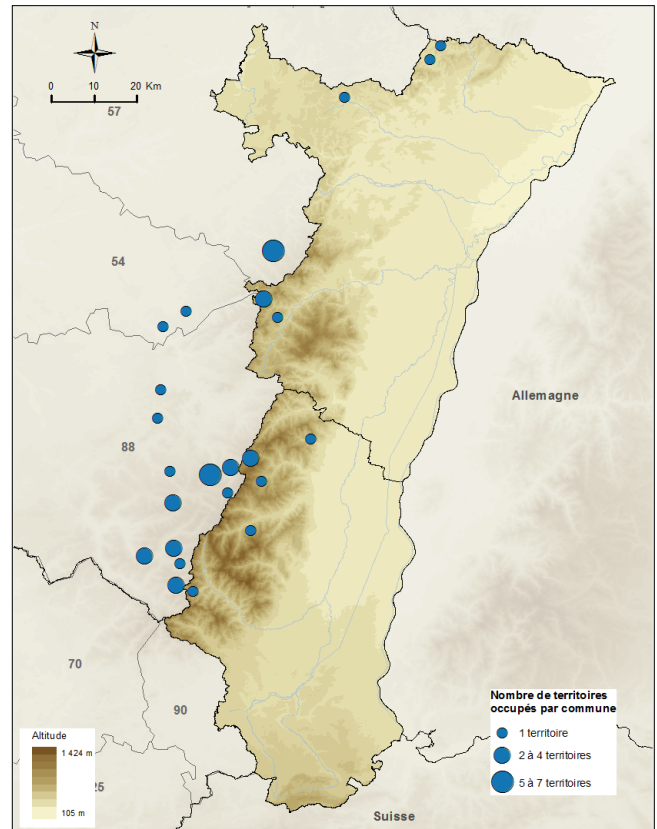 N
0 10 20 Km
57
54
Allemagne
88
70
90
Nombre de territoires
occupés par commune
1 territoire
2 à 4 territoires
5 à 7 territoires
Altitude
1 424 m
105 m
25
Suisse